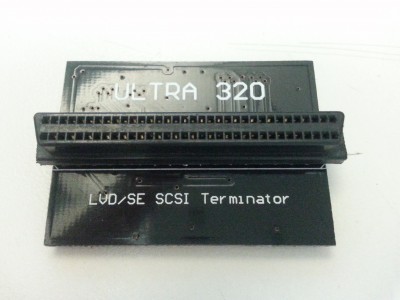 ULTRA 320
LVD/SE SCSI Terminator